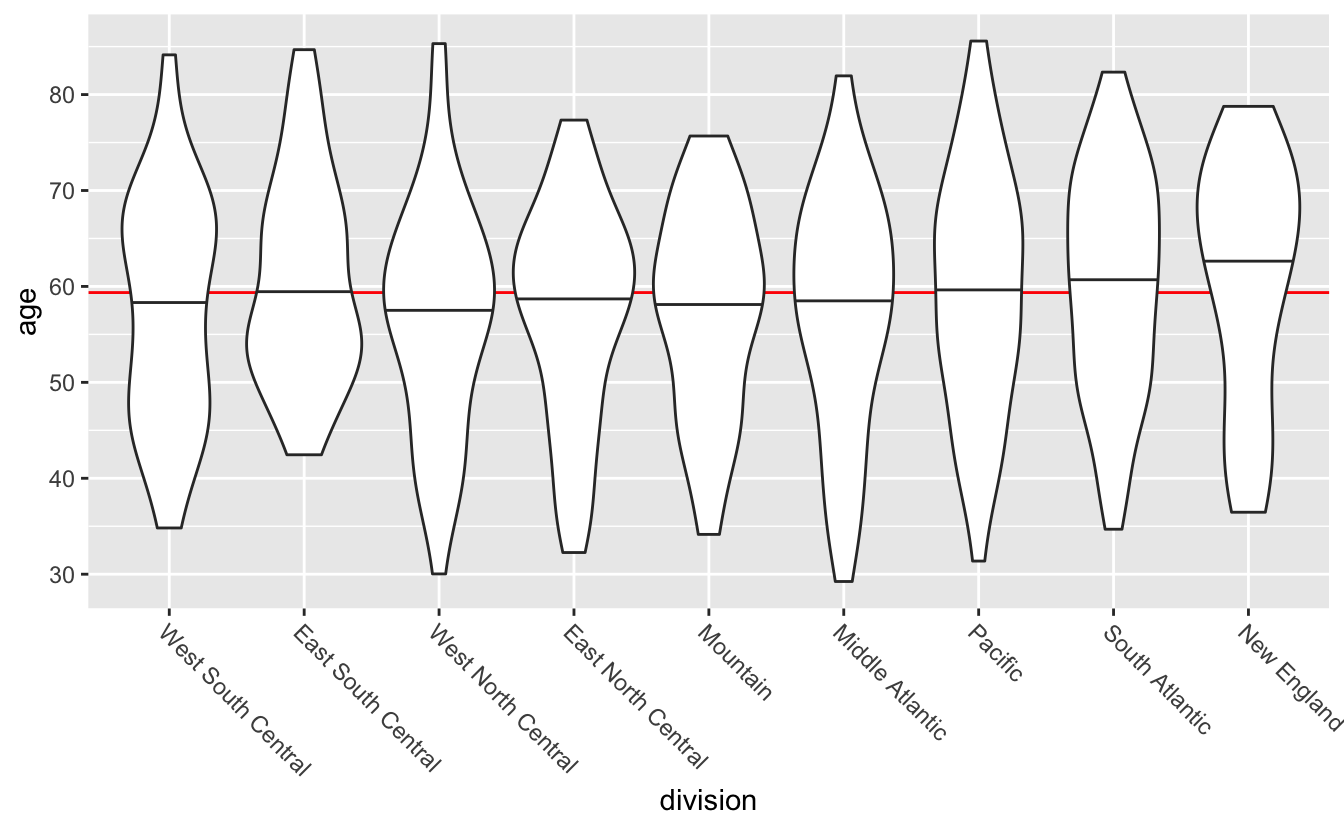 age
80
70
60
50
40
30
West South Central
East South Central
West North Central
East North Central
Mountain
Middle Atlantic
Pacific
South Atlantic
New England
division